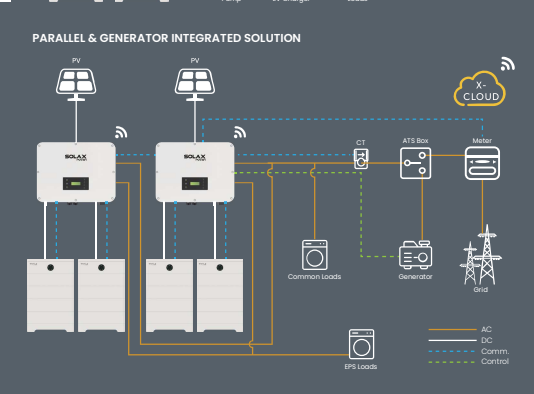 PARALLEL & GENERATOR INTEGRATED SOLUTION
PV
PV
X-
CLOUD
CT
ATS Box
Meter
SOLAX
SOLAX
Common Loads
Generator
Grid
EPS Loads
AC
DC
Comm.
Control